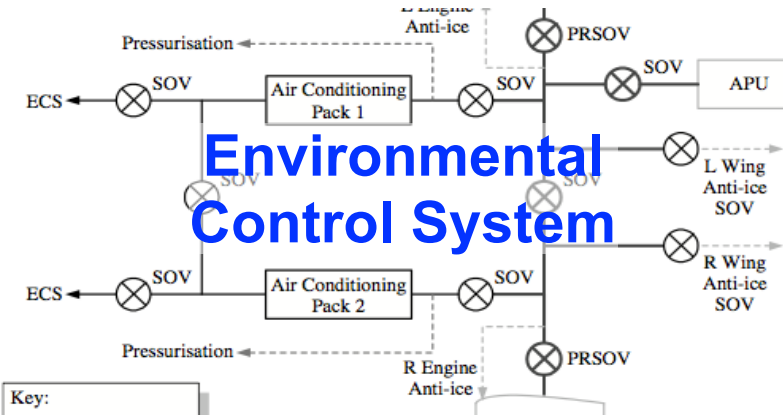 L Engine
Anti-ice
PRSOV
Pressurisation
SOV
SOV
SOV
ECS
Air Conditioning
Pack 1
APU
Environmental
Control System
SOV
SOV
L Wing
Anti-ice
SOV
SOV
SOV
ECS
Air Conditioning
Pack 2
R Wing
Anti-ice
SOV
Pressurisation
R Engine
Anti-ice
PRSOV
Key: